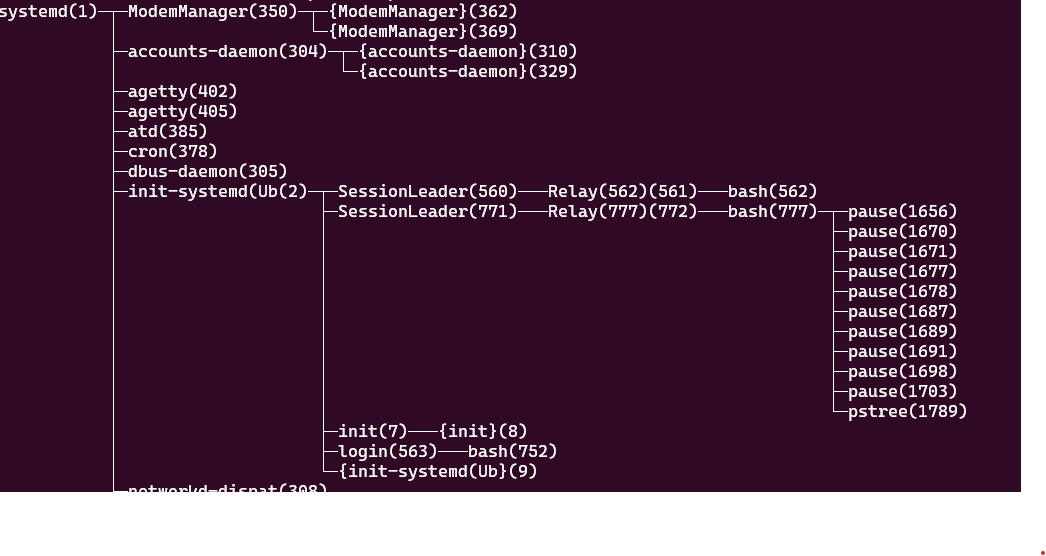 systemd(1)─┬─ModemManager(350)─┬─{ModemManager}(362)
└─{ModemManager}(369)
├─accounts-daemon(304)─┬─{accounts-daemon}(310)
└─{accounts-daemon}(329)
├─agetty(402)
├─agetty(405)
├─atd(385)
├─cron(378)
├─dbus-daemon(305)
├─init-systemd(Ub(2)─┬─SessionLeader(560)───Relay(562)(561)───bash(562)
├─SessionLeader(771)───Relay(777)(772)───bash(777)─┬─pause(1656)
├─pause(1670)
├─pause(1671)
├─pause(1677)
├─pause(1678)
├─pause(1687)
├─pause(1689)
├─pause(1691)
├─pause(1698)
├─pause(1703)
└─pstree(1789)
├─init(7)───{init}(8)
├─login(563)───bash(752)
└─{init-systemd(Ub}(9)
├─networkd-dispat(308)